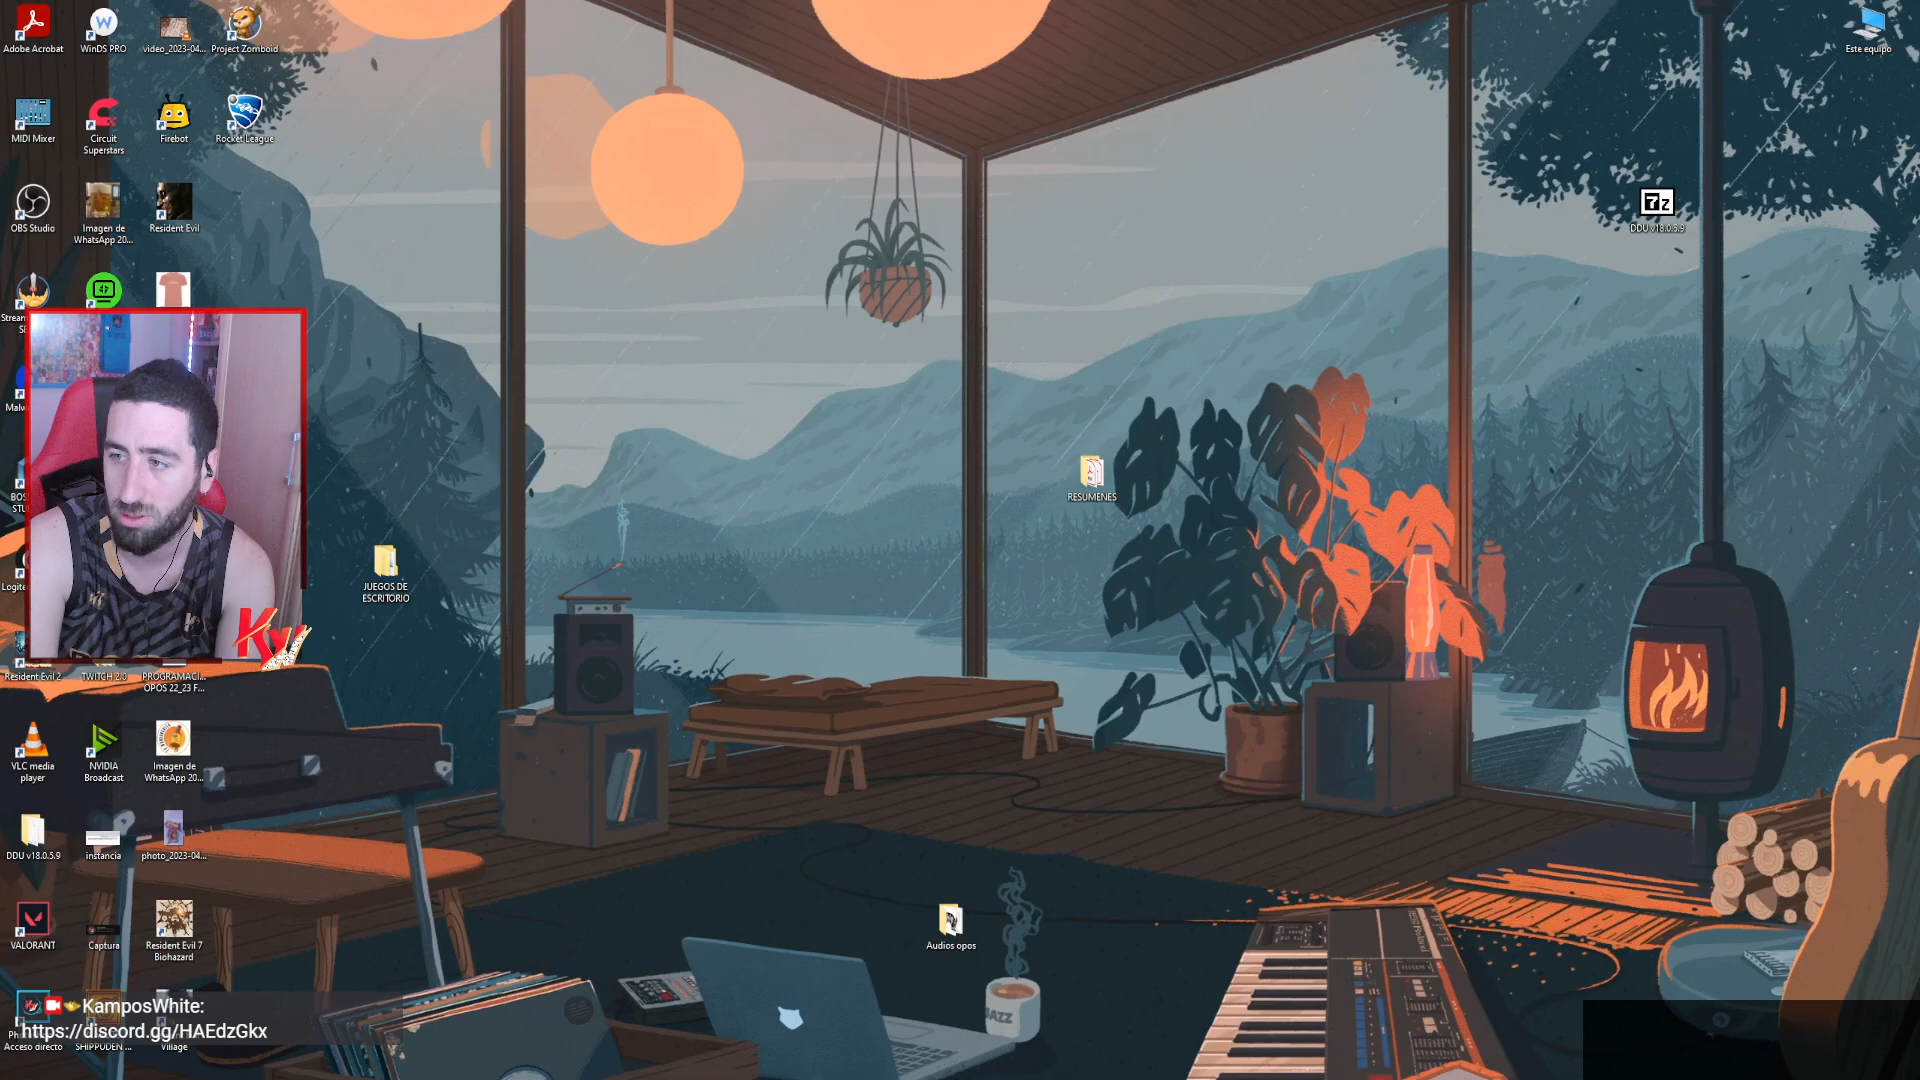 Adobe Acrobat
WinDS PRO
video_2023-04...
Project Zomboid
Este equipo
MIDI Mixer
Circuit
Superstars
Firebot
Rocket League
OBS Studio
Imagen de
WhatsApp 20...
Resident Evil
7z
DDU v18.0.5.9
RESUMENES
JUEGOS DE
ESCRITORIO
KW
Resident Evil 2
TWITCH 2.0
PROGRAMACI...
OPOS 22_23 F...
VLC media
player
NVIDIA
Broadcast
Imagen de
WhatsApp 20...
DDU v18.0.5.9
instancia
photo_2023-04...
VALORANT
Captura
Resident Evil 7
Biohazard
Audios opos
JAZZ
KamposWhite:
https://discord.gg/HAEdzGkx
Acceso directo
SHIPPUDEN ...
Village